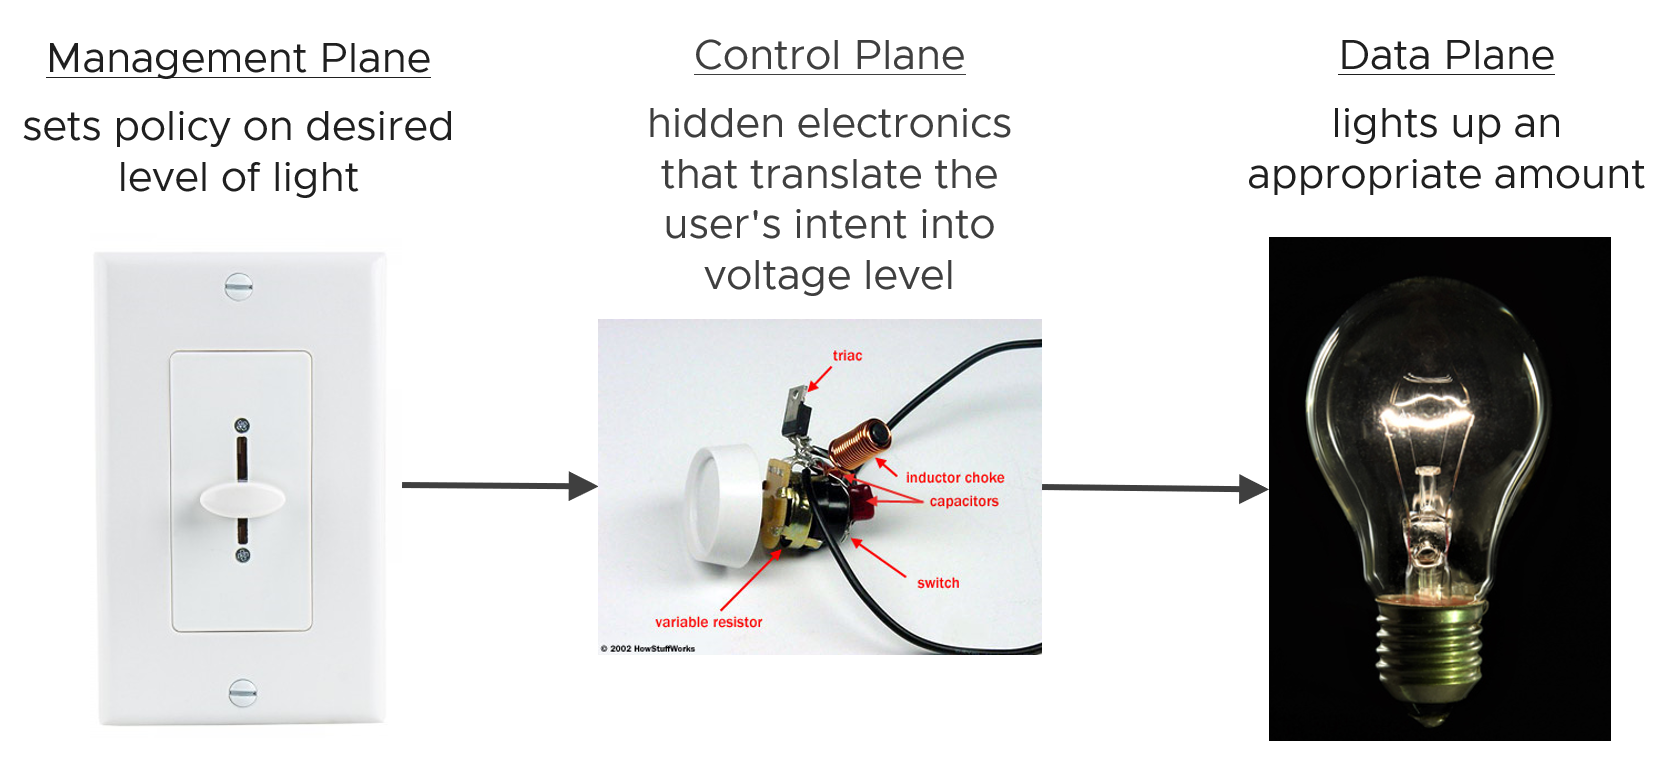 Management Plane
sets policy on desired
level of light
Control Plane
hidden electronics
that translate the
user's intent into
voltage level
triac
inductor choke
capacitors
switch
variable resistor
© 2002 HowStuffWorks
Data Plane
lights up an
appropriate amount